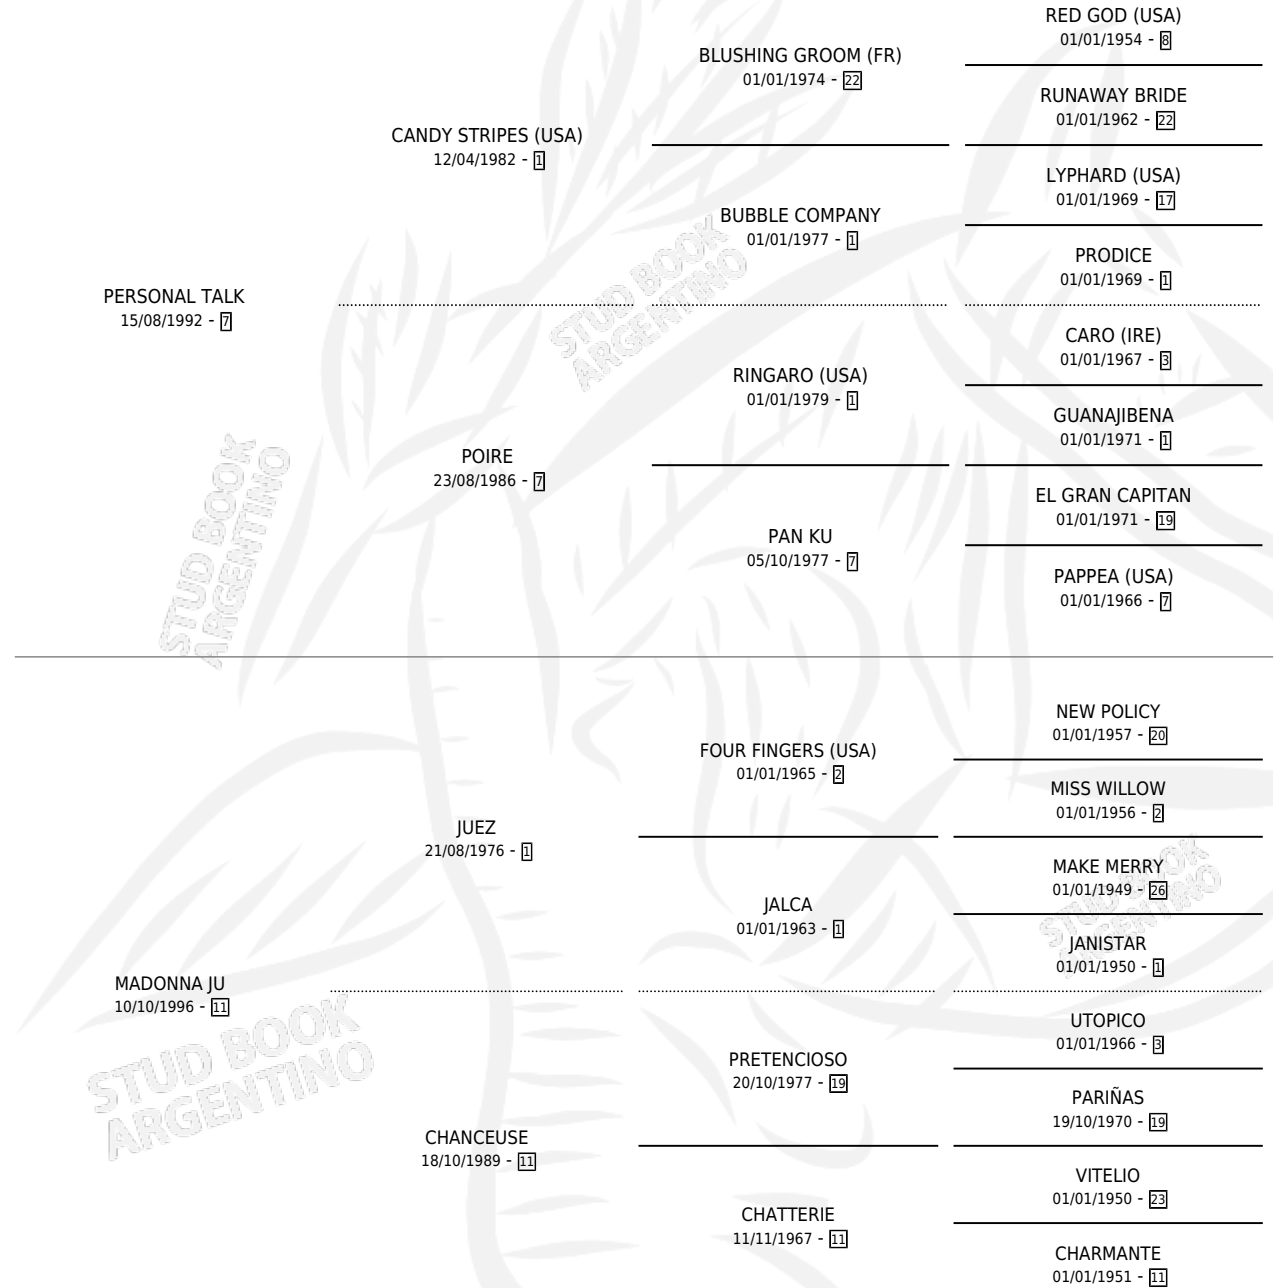 RED GOD (USA)
01/01/1954 - 8
BLUSHING GROOM (FR)
01/01/1974 - 22
RUNAWAY BRIDE
01/01/1962 - 22
CANDY STRIPES (USA)
12/04/1982 - 1
LYPHARD (USA)
01/01/1969 - 17
BUBBLE COMPANY
01/01/1977 - 1
PRODICE
01/01/1969 - 1
PERSONAL TALK
15/08/1992 - 7
CARO (IRE)
01/01/1967 - 3
RINGARO (USA)
01/01/1979 - 1
GUANAJIBENA
01/01/1971 - 1
POIRE
23/08/1986 - 7
EL GRAN CAPITAN
01/01/1971 - 19
PAN KU
05/10/1977 - 7
PAPPEA (USA)
01/01/1966 - 7
NEW POLICY
01/01/1957 - 20
FOUR FINGERS (USA)
01/01/1965 - 2
MISS WILLOW
01/01/1956 - 2
JUEZ
21/08/1976 - 1
MAKE MERRY
01/01/1949 - 26
JALCA
01/01/1963 - 1
JANISTAR
01/01/1950 - 1
MADONNA JU
10/10/1996 - 11
UTOPICO
01/01/1966 - 3
PRETENCIOSO
20/10/1977 - 19
PARIÑAS
19/10/1970 - 19
CHANCEUSE
18/10/1989 - 11
VITELIO
01/01/1950 - 23
CHATTERIE
11/11/1967 - 11
CHARMANTE
01/01/1951 - 11
STUD BOOK
ARGENTINO
STUD BOOK
ARGENTINO
STUD BOOK
ARGENTINO
STUD BOOK
ARGENTINO